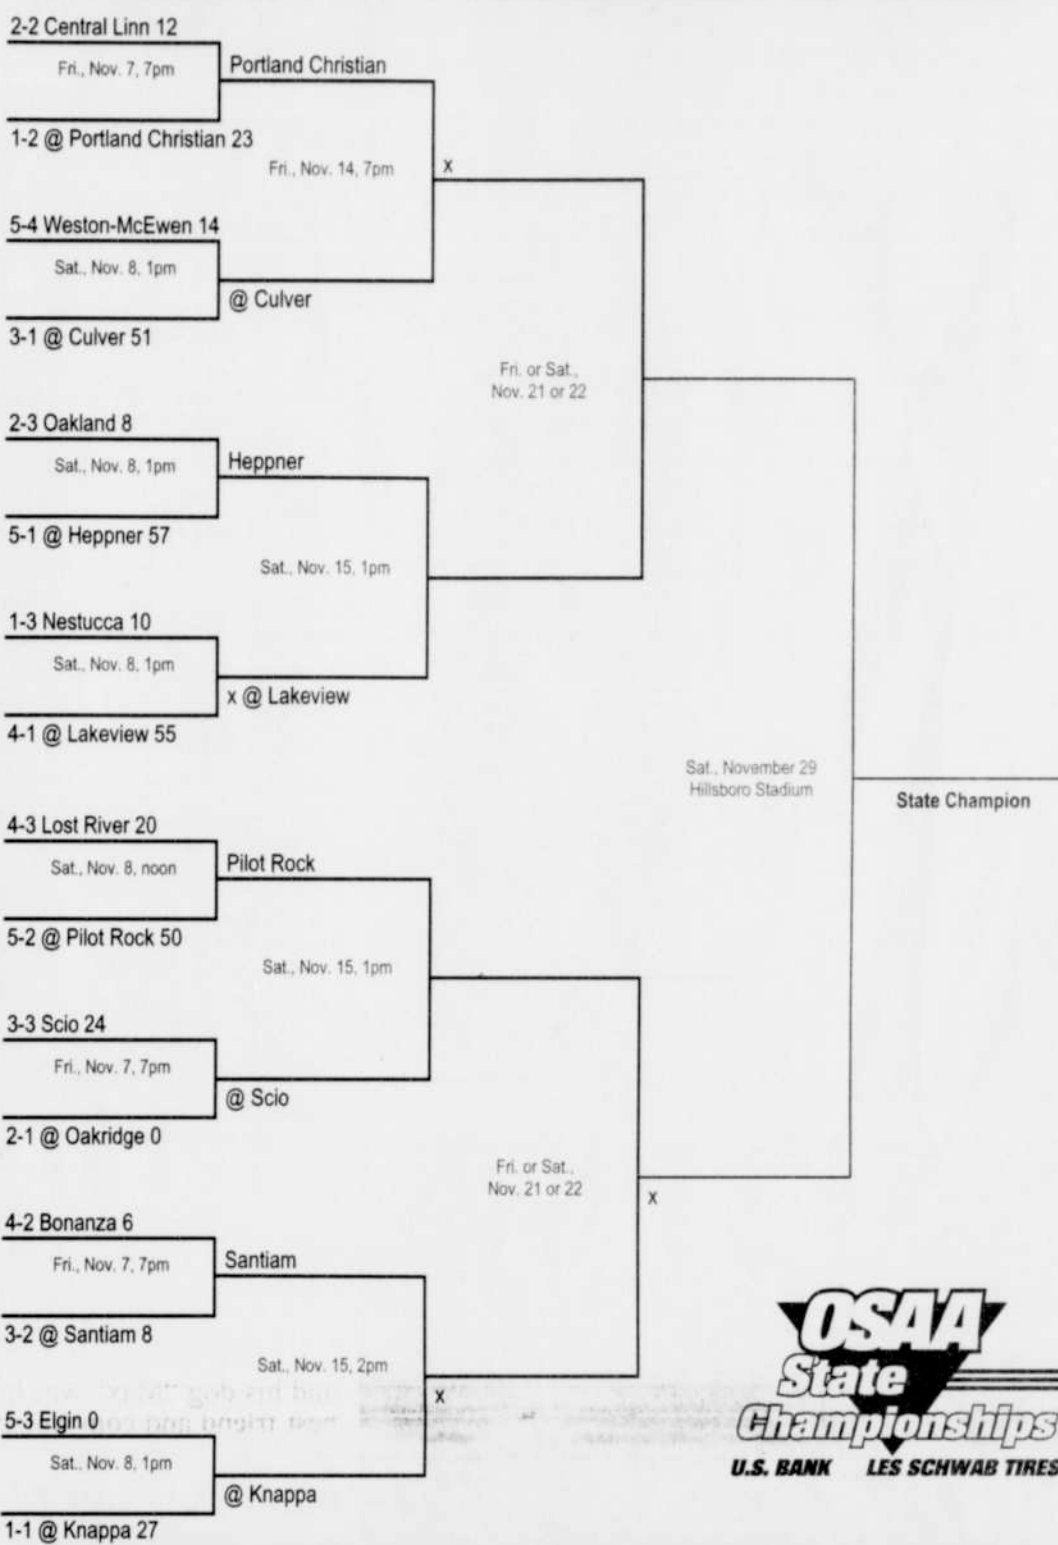 2-2 Central Linn 12
Fri., Nov. 7, 7pm
Portland Christian
1-2 @ Portland Christian 23
Fri., Nov. 14, 7pm
x
5-4 Weston-McEwen 14
Sat., Nov. 8, 1pm
@ Culver
3-1 @ Culver 51
Fri. or Sat.,
Nov. 21 or 22
2-3 Oakland 8
Sat., Nov. 8, 1pm
Heppner
5-1 @ Heppner 57
Sat., Nov. 15, 1pm
1-3 Nestucca 10
Sat., Nov. 8, 1pm
x @ Lakeview
4-1 @ Lakeview 55
Sat., November 29
Hillsboro Stadium
State Champion
4-3 Lost River 20
Sat., Nov. 8, noon
Pilot Rock
5-2 @ Pilot Rock 50
Sat., Nov. 15, 1pm
3-3 Scio 24
Fri., Nov. 7, 7pm
@ Scio
2-1 @ Oakridge 0
Fri. or Sat.,
Nov. 21 or 22
x
4-2 Bonanza 6
Fri., Nov. 7, 7pm
Santiam
3-2 @ Santiam 8
Sat., Nov. 15, 2pm
x
5-3 Elgin 0
Sat., Nov. 8, 1pm
@ Knappa
1-1 @ Knappa 27
OSAA
State
Championships
U.S. BANK LES SCHWAB TIRES